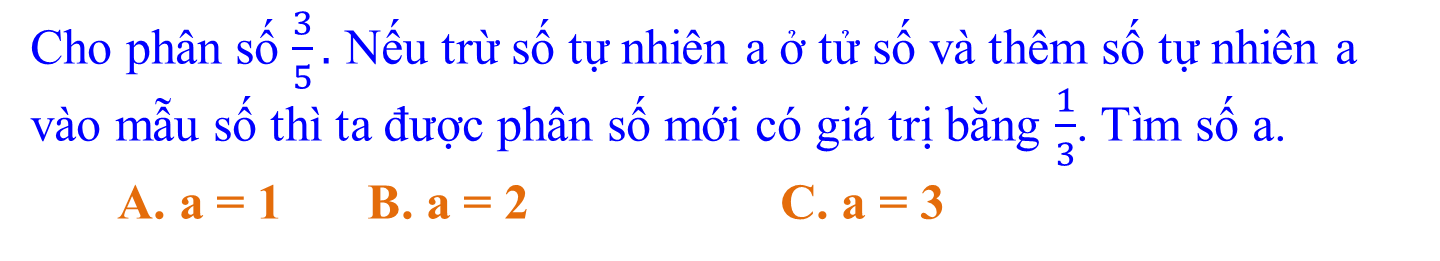 Cho phân số 3/5. Nếu trừ số tự nhiên a ở tử số và thêm số tự nhiên a
vào mẫu số thì ta được phân số mới có giá trị bằng 1/3. Tìm số a.
A. a = 1 B. a = 2 C. a = 3